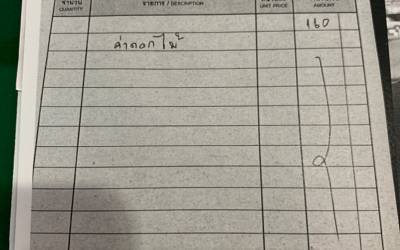 จำนวน รายการ / DESCRIPTION
QUANTITY UNIT PRICE AMOUNT
160
ค่าดอกไม้